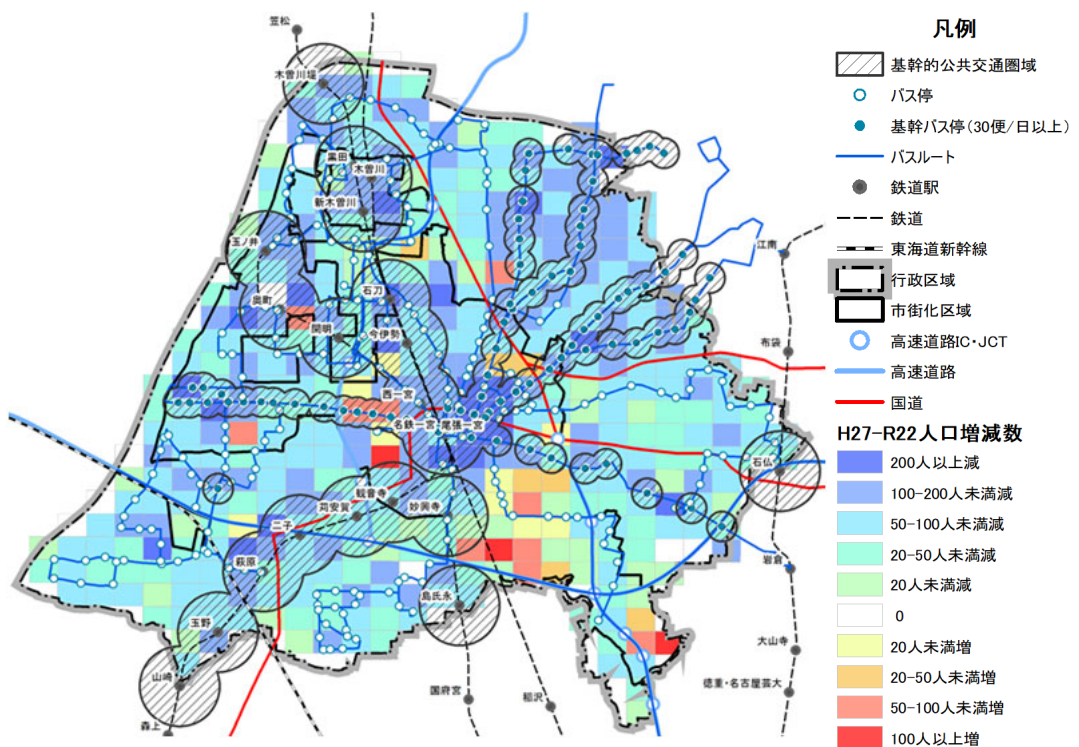 凡例
基幹的公共交通圏域
バス停
基幹バス停(30便/日以上)
バスルート
鉄道駅
鉄道
東海道新幹線
行政区域
市街化区域
高速道路IC・JCT
高速道路
国道
H27-R22人口増減数
200人以上減
100-200人未満減
50-100人未満減
20-50人未満減
20人未満減
0
20人未満増
20-50人未満増
50-100人未満増
100人以上増
笠松
木曽川堤
黒田
木曽川
新木曽川
玉ノ井
石刀
奥町
開明
今伊勢
西一宮
名鉄一宮
尾張一宮
江南
布袋
石仏
観音寺
苅安賀
妙興寺
二子
萩原
島氏永
玉野
山崎
森上
国府宮
稲沢
岩倉
大山寺
徳重・名古屋芸大